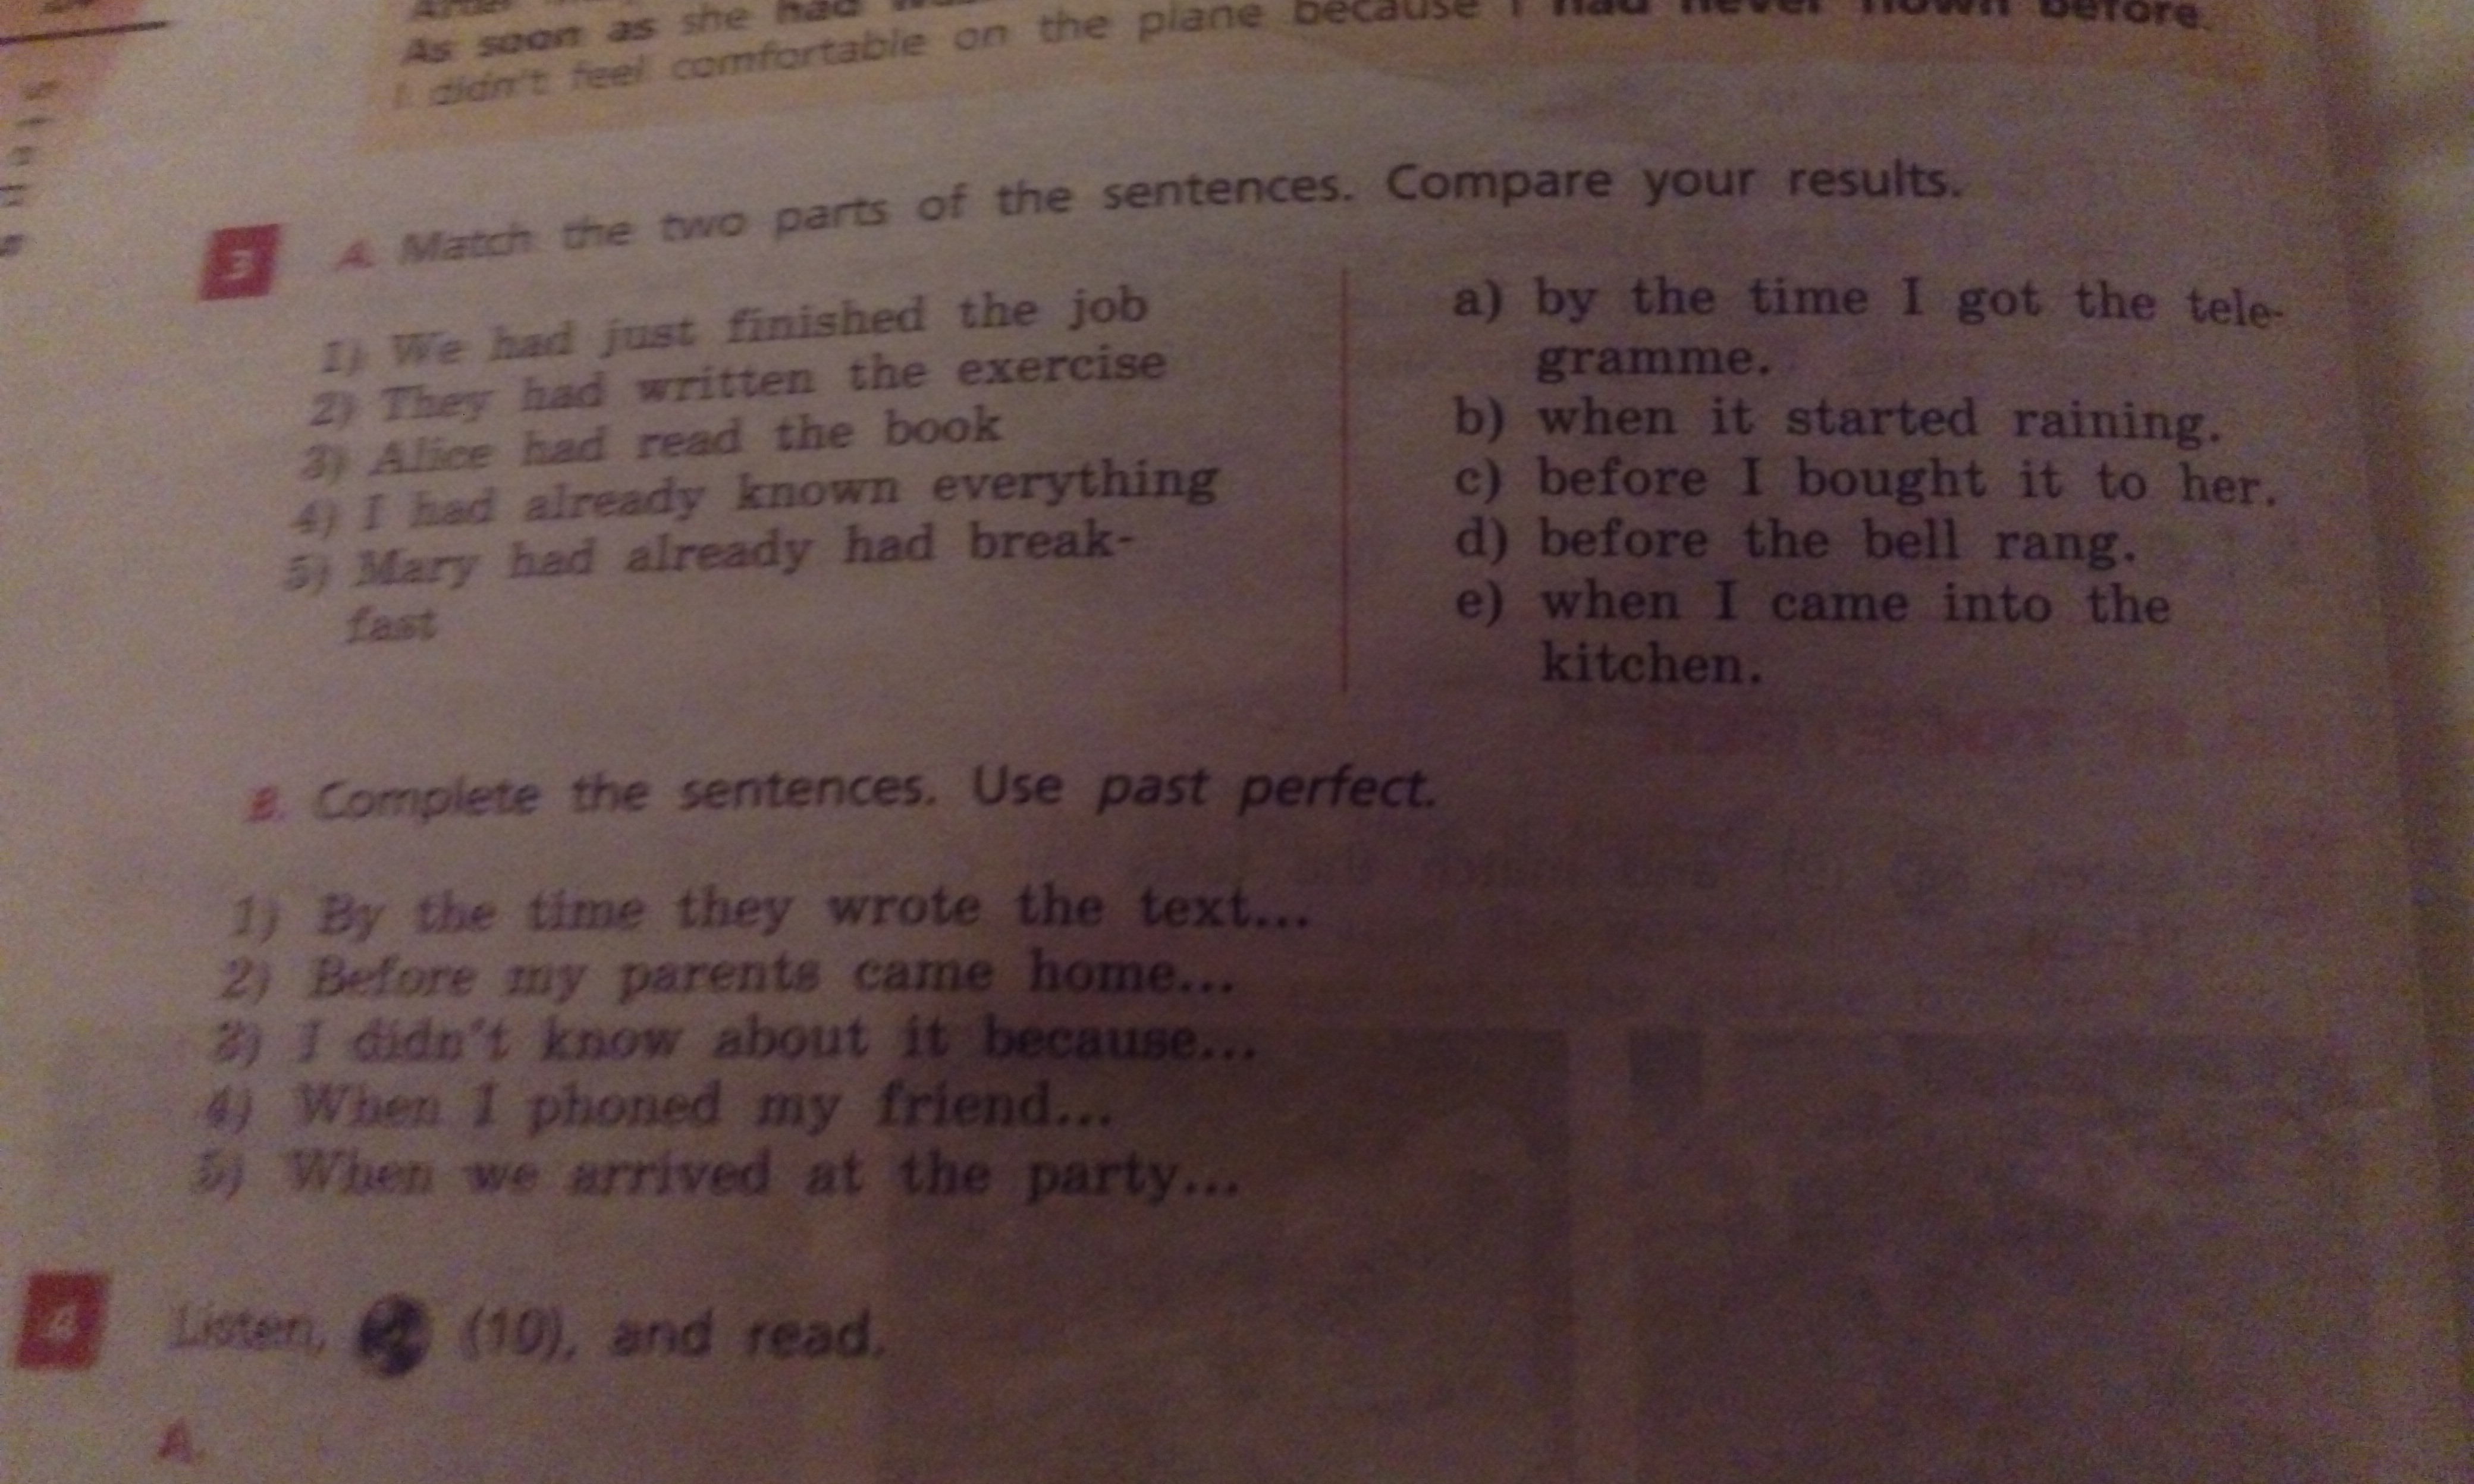 As soon as she had
I didn't feel comfortable on the plane because I had never flown before.
3 A. Match the two parts of the sentences. Compare your results.
1) We had just finished the job
2) They had written the exercise
3) Alice had read the book
4) I had already known everything
5) Mary had already had break-
fast
a) by the time I got the tele-
gramme.
b) when it started raining.
c) before I bought it to her.
d) before the bell rang.
e) when I came into the
kitchen.
B. Complete the sentences. Use past perfect.
1) By the time they wrote the text...
2) Before my parents came home...
3) I didn't know about it because...
4) When I phoned my friend...
5) When we arrived at the party...
4 Listen, (10), and read.
A.